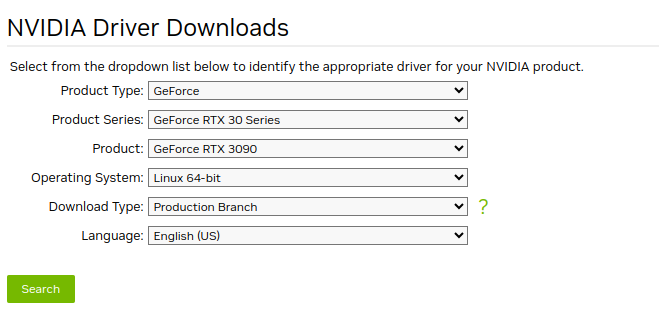 NVIDIA Driver Downloads
Select from the dropdown list below to identify the appropriate driver for your NVIDIA product.
Product Type: GeForce
Product Series: GeForce RTX 30 Series
Product: GeForce RTX 3090
Operating System: Linux 64-bit
Download Type: Production Branch ?
Language: English (US)
Search